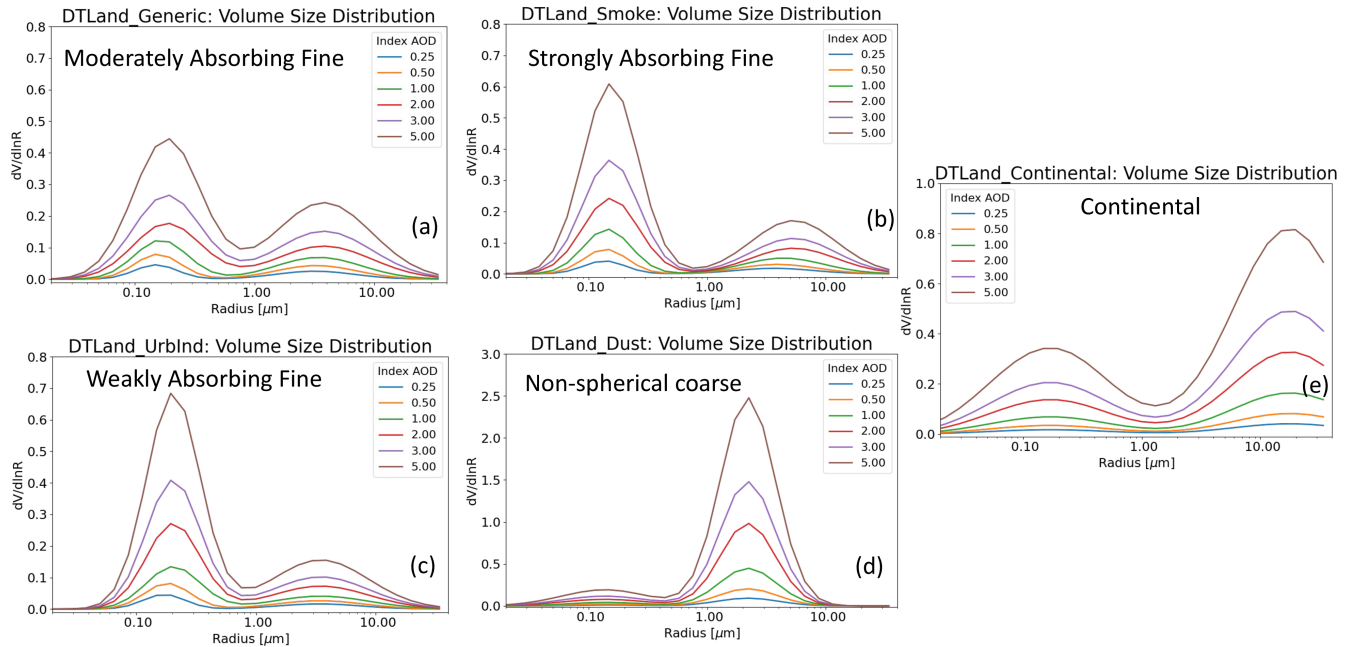 DTLand_Generic: Volume Size Distribution
Moderately Absorbing Fine
Index AOD
0.25
0.50
1.00
2.00
3.00
5.00
(a)
dV/dlnR
0.8
0.7
0.6
0.5
0.4
0.3
0.2
0.1
0.0
0.10
1.00
10.00
Radius [μm]
DTLand_Smoke: Volume Size Distribution
Strongly Absorbing Fine
Index AOD
0.25
0.50
1.00
2.00
3.00
5.00
(b)
dV/dlnR
0.8
0.7
0.6
0.5
0.4
0.3
0.2
0.1
0.0
0.10
1.00
10.00
Radius [μm]
DTLand_UrbInd: Volume Size Distribution
Weakly Absorbing Fine
Index AOD
0.25
0.50
1.00
2.00
3.00
5.00
(c)
dV/dlnR
0.8
0.7
0.6
0.5
0.4
0.3
0.2
0.1
0.0
0.10
1.00
10.00
Radius [μm]
DTLand_Dust: Volume Size Distribution
Non-spherical coarse
Index AOD
0.25
0.50
1.00
2.00
3.00
5.00
(d)
dV/dlnR
3.0
2.5
2.0
1.5
1.0
0.5
0.0
0.10
1.00
10.00
Radius [μm]
DTLand_Continental: Volume Size Distribution
Continental
Index AOD
0.25
0.50
1.00
2.00
3.00
5.00
(e)
dV/dlnR
1.0
0.8
0.6
0.4
0.2
0.0
0.10
1.00
10.00
Radius [μm]